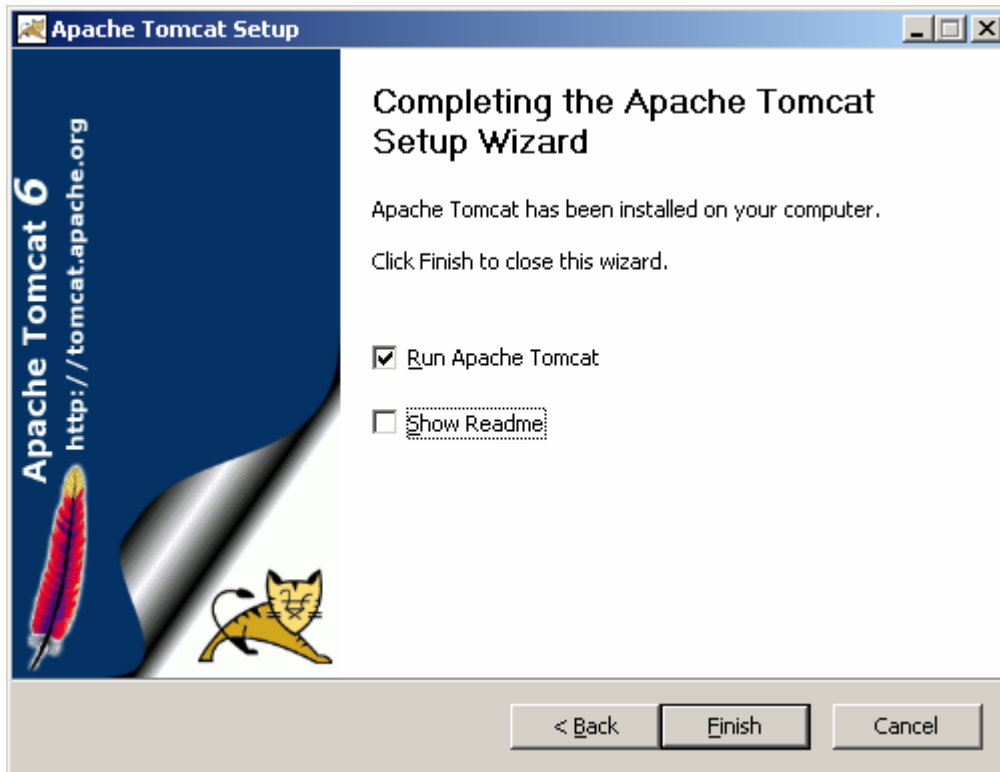 Apache Tomcat Setup
Apache Tomcat 6
http://tomcat.apache.org
Completing the Apache Tomcat
Setup Wizard
Apache Tomcat has been installed on your computer.
Click Finish to close this wizard.
Run Apache Tomcat
Show Readme
< Back
Finish
Cancel